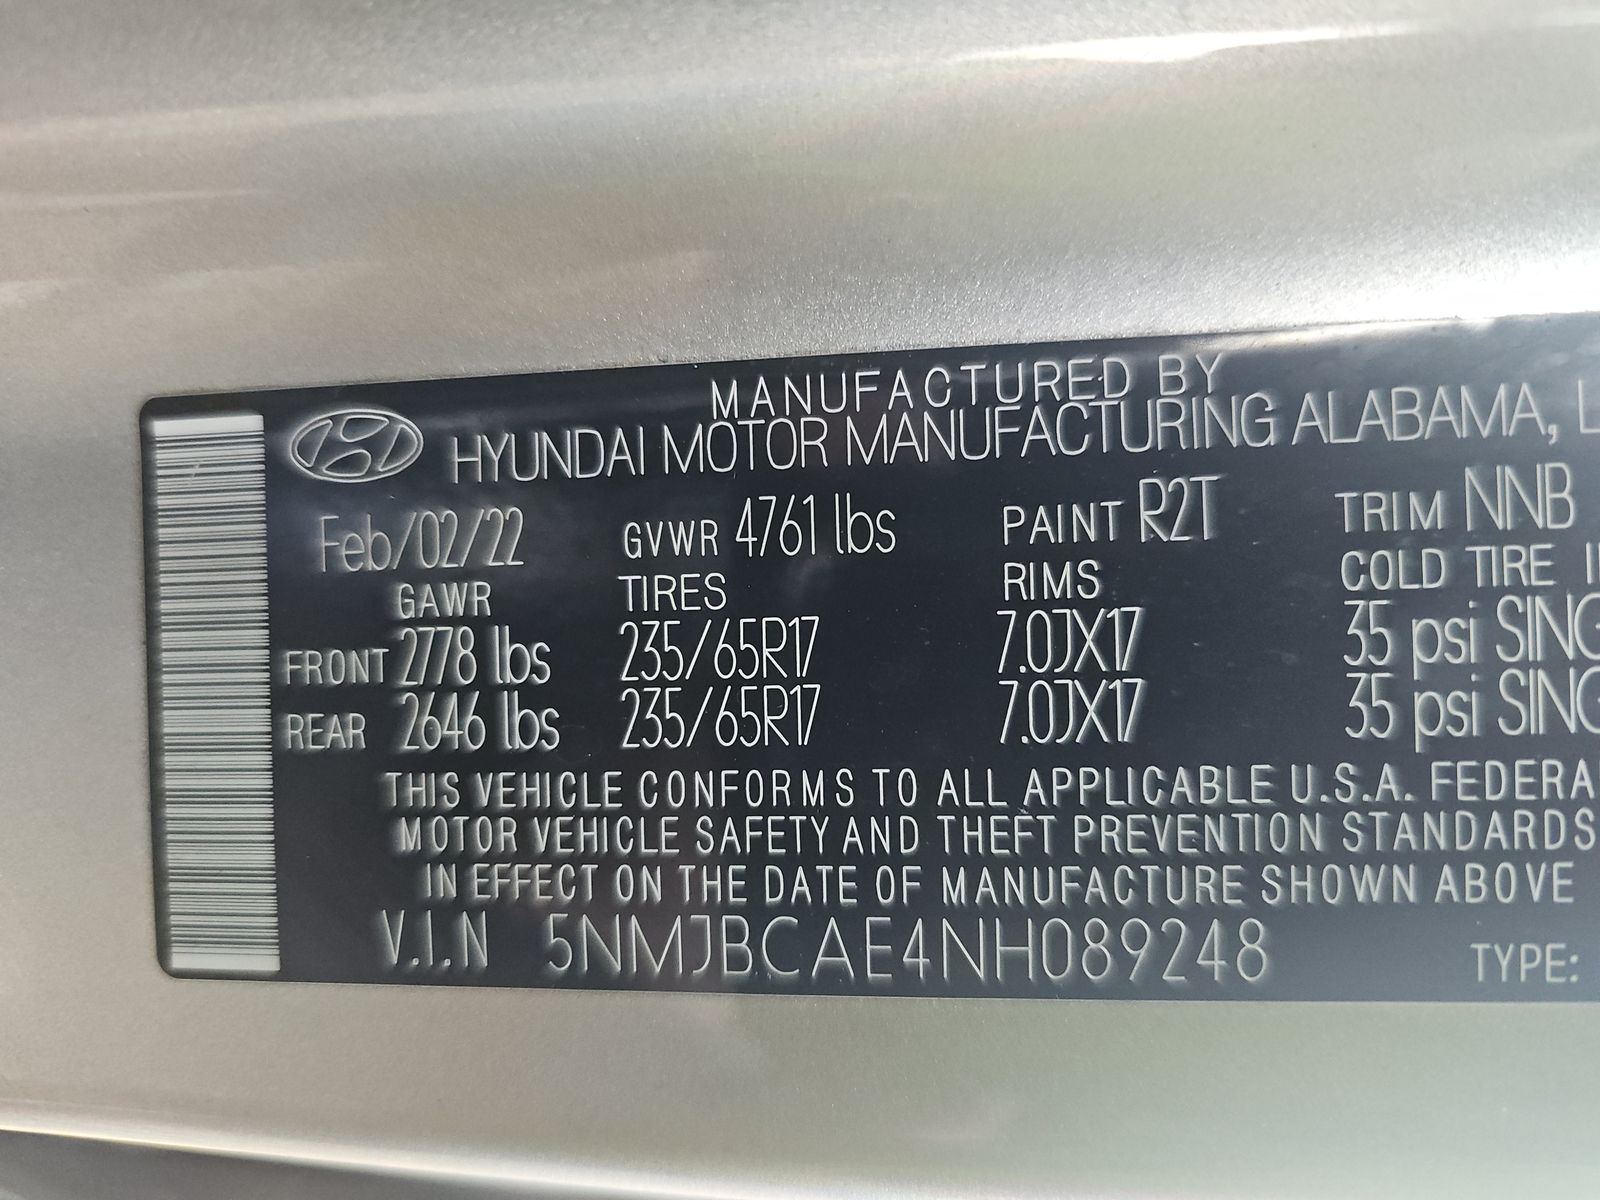 MANUFACTURED BY
HYUNDAI MOTOR MANUFACTURING ALABAMA, L
Feb/02/22 GVWR 4761 lbs PAINT R2T TRIM NNB
GAWR TIRES RIMS COLD TIRE
FRONT 2778 lbs 235/65R17 7.0JX17 35 psi SING
REAR 2646 lbs 235/65R17 7.0JX17 35 psi SING
THIS VEHICLE CONFORMS TO ALL APPLICABLE U.S.A. FEDERA
MOTOR VEHICLE SAFETY AND THEFT PREVENTION STANDARDS
IN EFFECT ON THE DATE OF MANUFACTURE SHOWN ABOVE
V.I.N 5NMJBCAE4NH089248 TYPE: